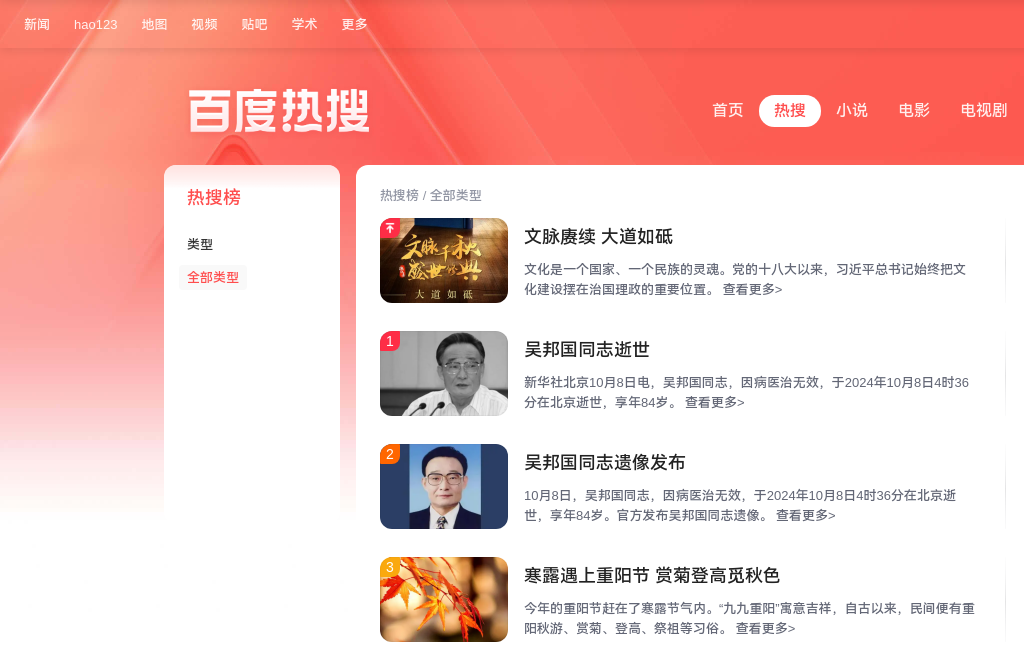 新闻 hao123 地图 视频 贴吧 学术 更多
百度热搜
首页 热搜 小说 电影 电视剧
热搜榜
类型
全部类型
热搜榜 / 全部类型
文脉千秋
盛世修典
大道如砥
文脉赓续 大道如砥
文化是一个国家、一个民族的灵魂。党的十八大以来，习近平总书记始终把文
化建设摆在治国理政的重要位置。 查看更多>
1
吴邦国同志逝世
新华社北京10月8日电，吴邦国同志，因病医治无效，于2024年10月8日4时36
分在北京逝世，享年84岁。 查看更多>
2
吴邦国同志遗像发布
10月8日，吴邦国同志，因病医治无效，于2024年10月8日4时36分在北京逝
世，享年84岁。官方发布吴邦国同志遗像。 查看更多>
3
寒露遇上重阳节 赏菊登高觅秋色
今年的重阳节赶在了寒露节气内。“九九重阳”寓意吉祥，自古以来，民间便有重
阳秋游、赏菊、登高、祭祖等习俗。 查看更多>